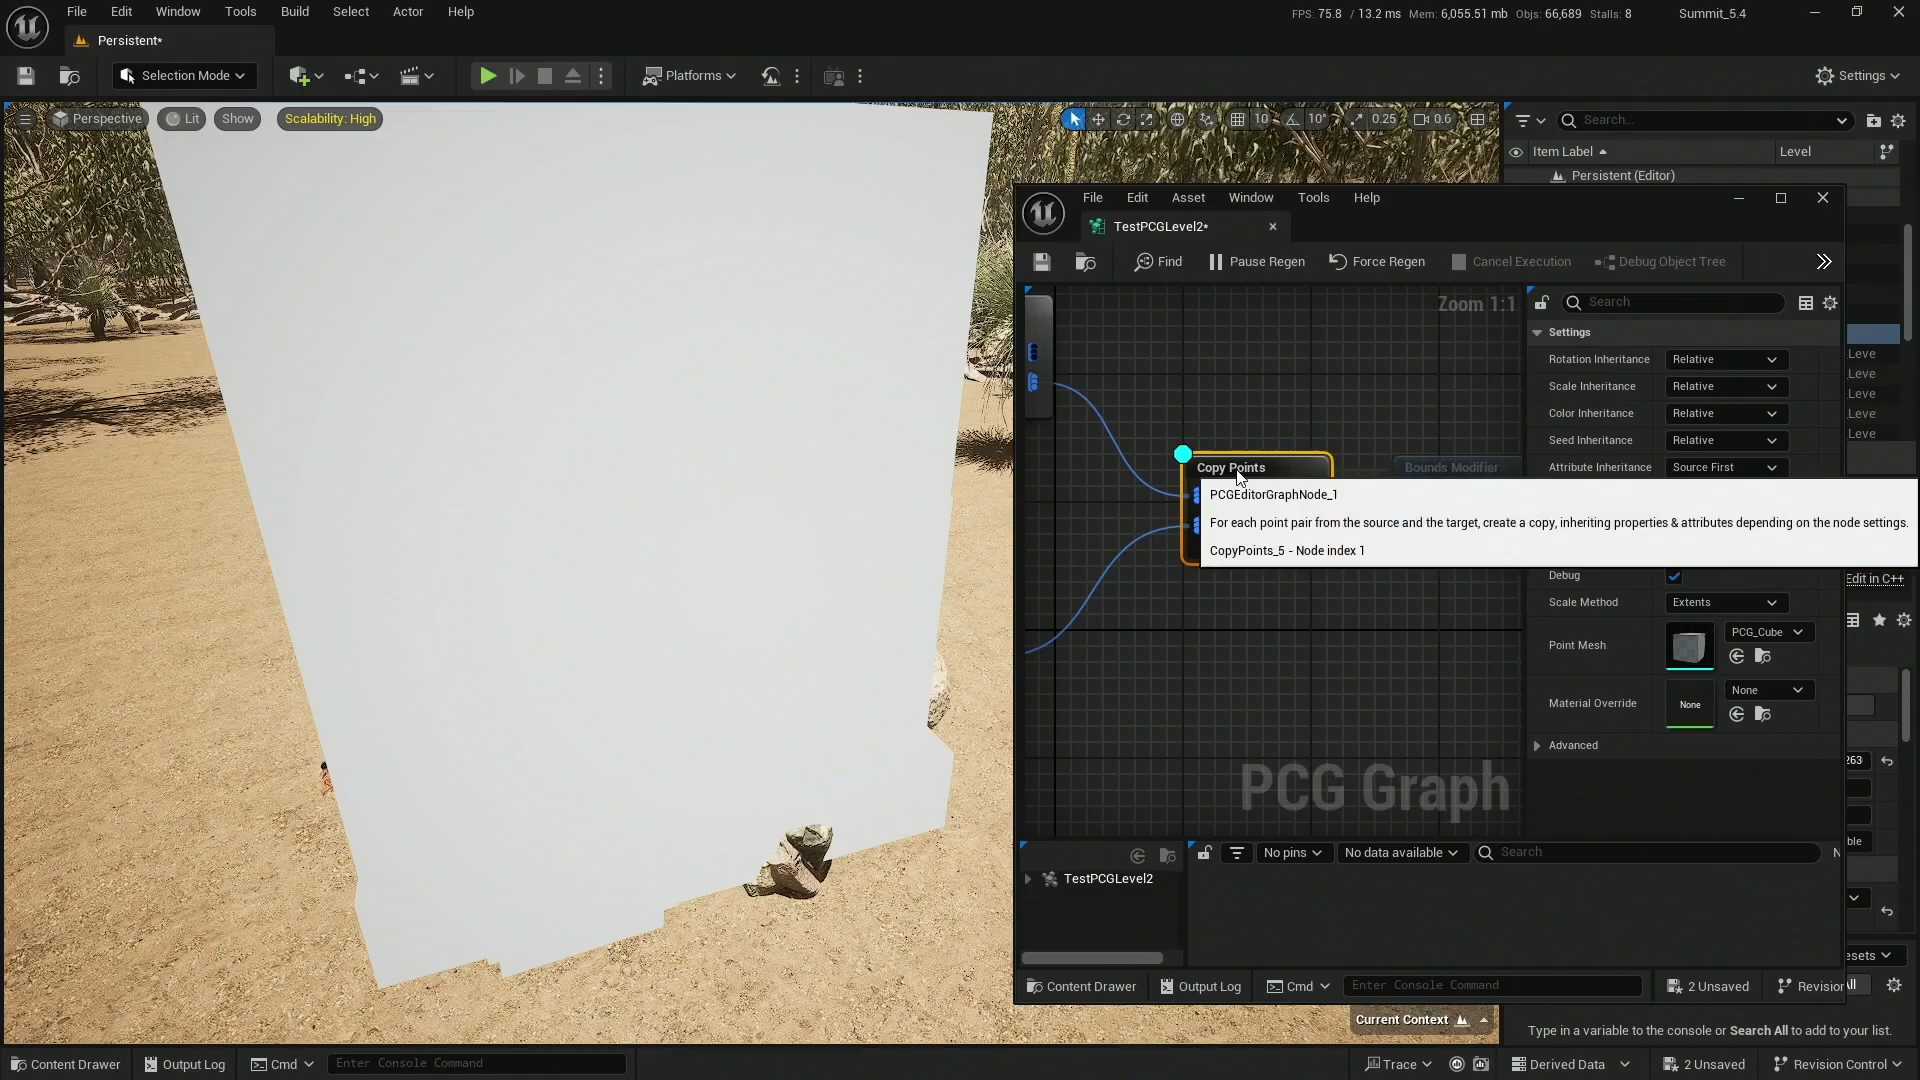 File Edit Window Tools Build Select Actor Help
FPS: 75.8 / 13.2 ms Mem: 6,055.51 mb Objs: 66,689 Stalls: 8 Summit_5.4
Persistent*
Selection Mode
Platforms
Settings
Perspective Lit Show Scalability: High
10 10° 0.25 0.6
Search...
Item Label Level
Persistent (Editor)
File Edit Asset Window Tools Help
TestPCGLevel2*
Find Pause Regen Force Regen Cancel Execution Debug Object Tree
Zoom 1:1
Search
Settings
Rotation Inheritance Relative
Scale Inheritance Relative
Color Inheritance Relative
Seed Inheritance Relative
Attribute Inheritance Source First
Leve
Leve
Leve
Leve
Leve
Copy Points
Bounds Modifier
PCGEditorGraphNode_1
For each point pair from the source and the target, create a copy, inheriting properties & attributes depending on the node settings.
CopyPoints_5 - Node index 1
Debug
Edit in C++
Scale Method Extents
Point Mesh PCG_Cube
Material Override None None
Advanced
263
ble
PCG Graph
No pins No data available Search N
TestPCGLevel2
esets
Content Drawer Output Log Cmd Enter Console Command 2 Unsaved Revision
All
Current Context
Type in a variable to the console or Search All to add to your list.
Content Drawer Output Log Cmd Enter Console Command
Trace Derived Data 2 Unsaved Revision Control